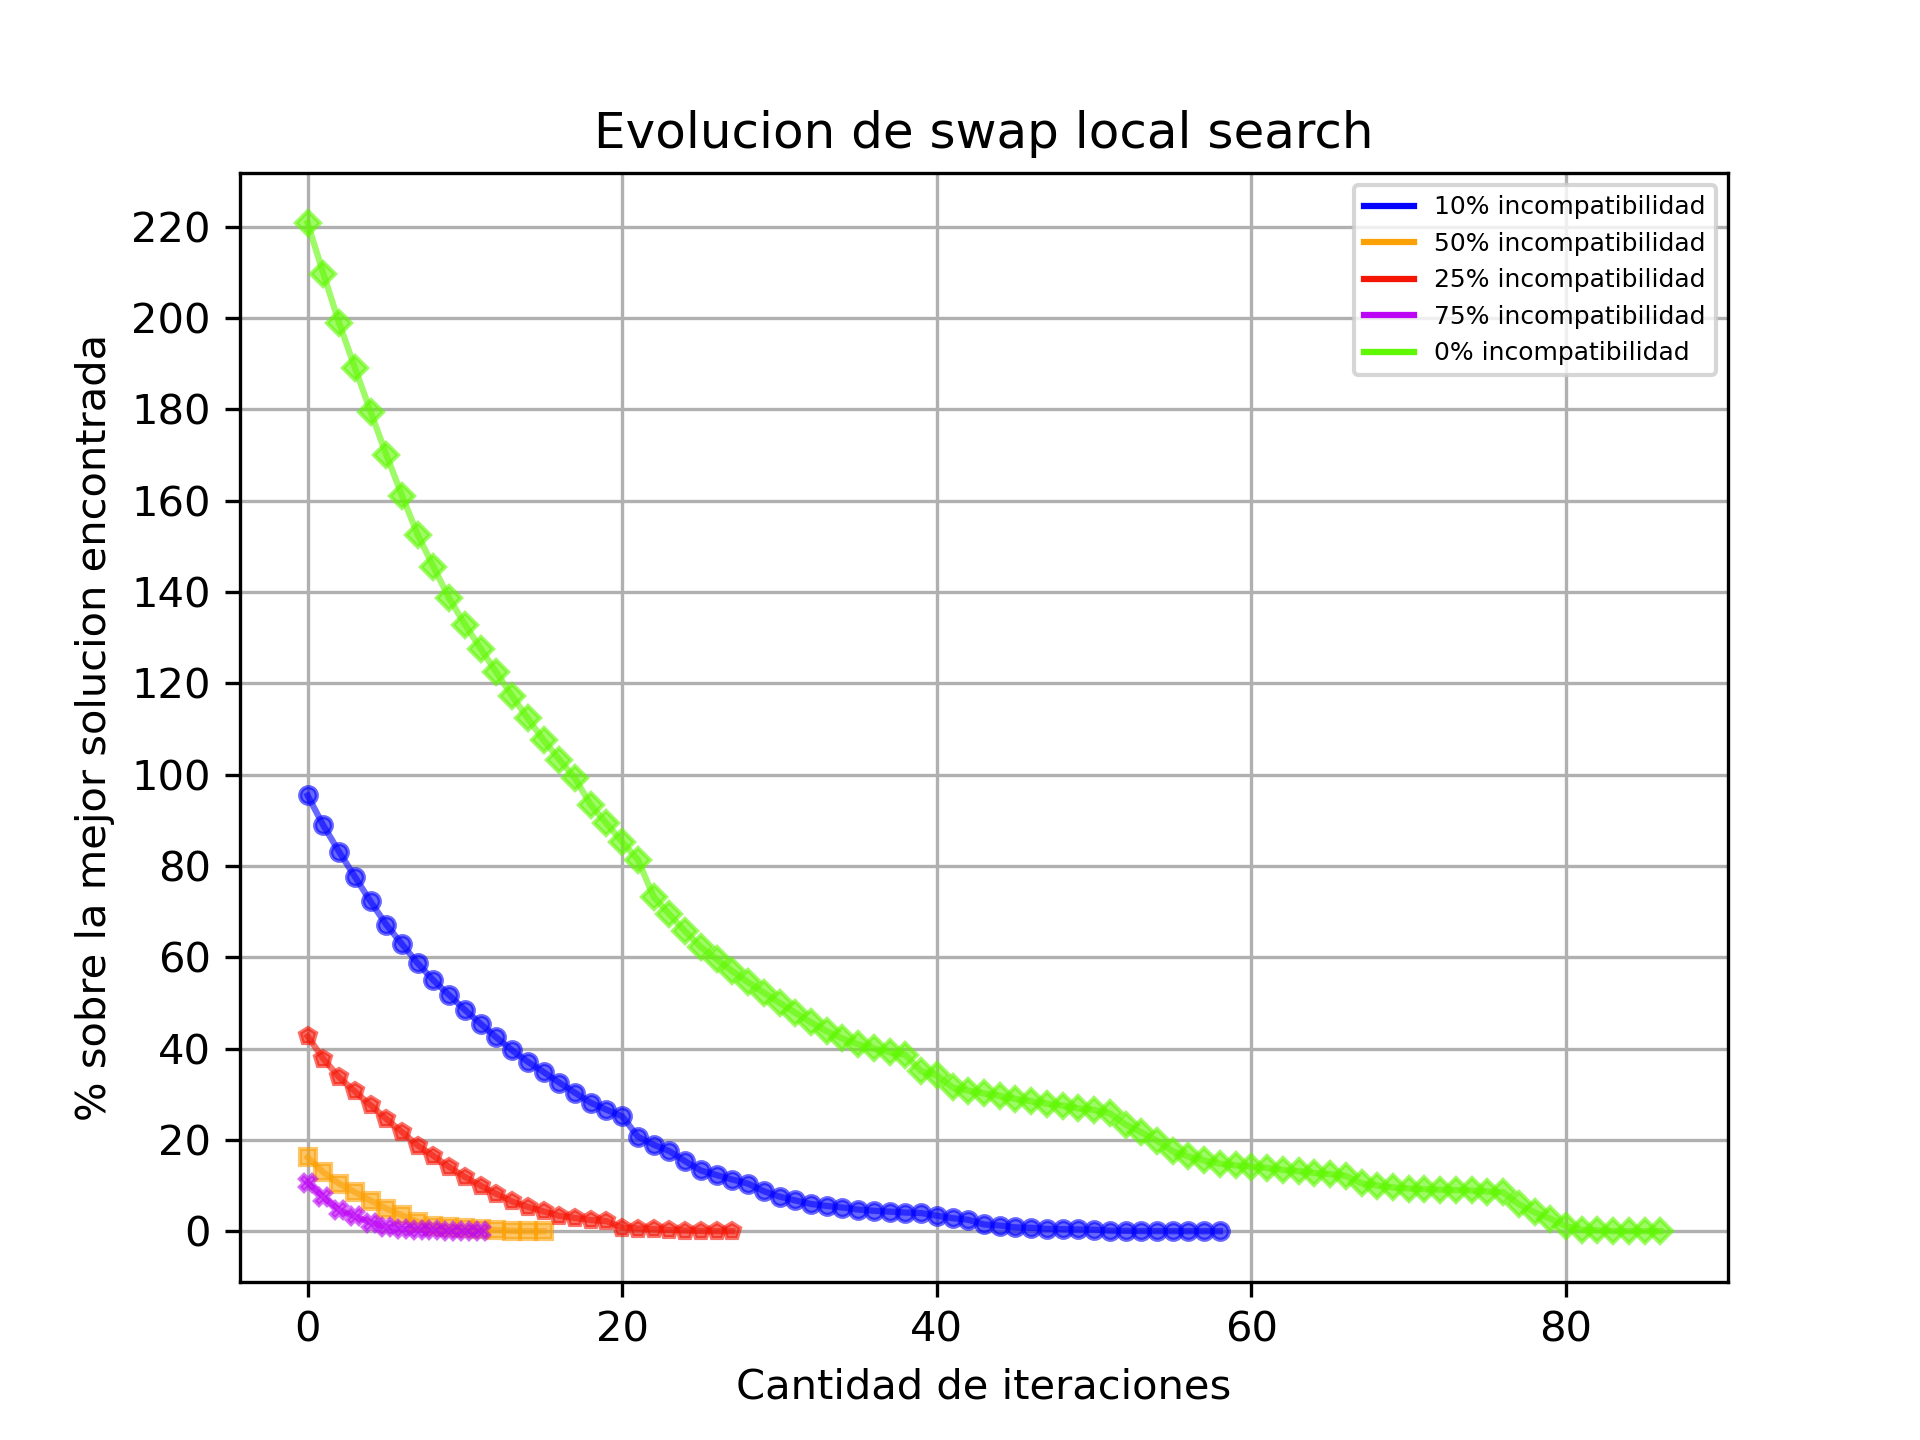 Evolucion de swap local search
% sobre la mejor solucion encontrada
220
200
180
160
140
120
100
80
60
40
20
0
10% incompatibilidad
50% incompatibilidad
25% incompatibilidad
75% incompatibilidad
0% incompatibilidad
0 20 40 60 80
Cantidad de iteraciones